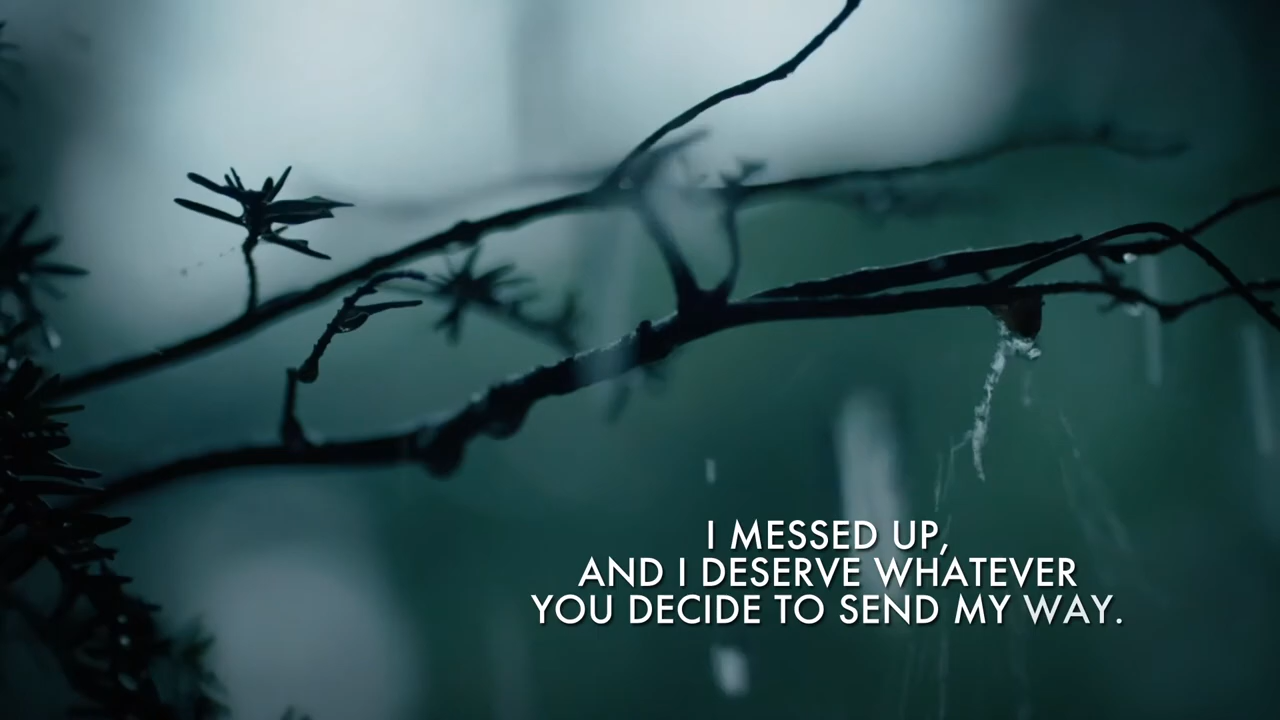 I MESSED UP,
AND I DESERVE WHATEVER
YOU DECIDE TO SEND MY WAY.